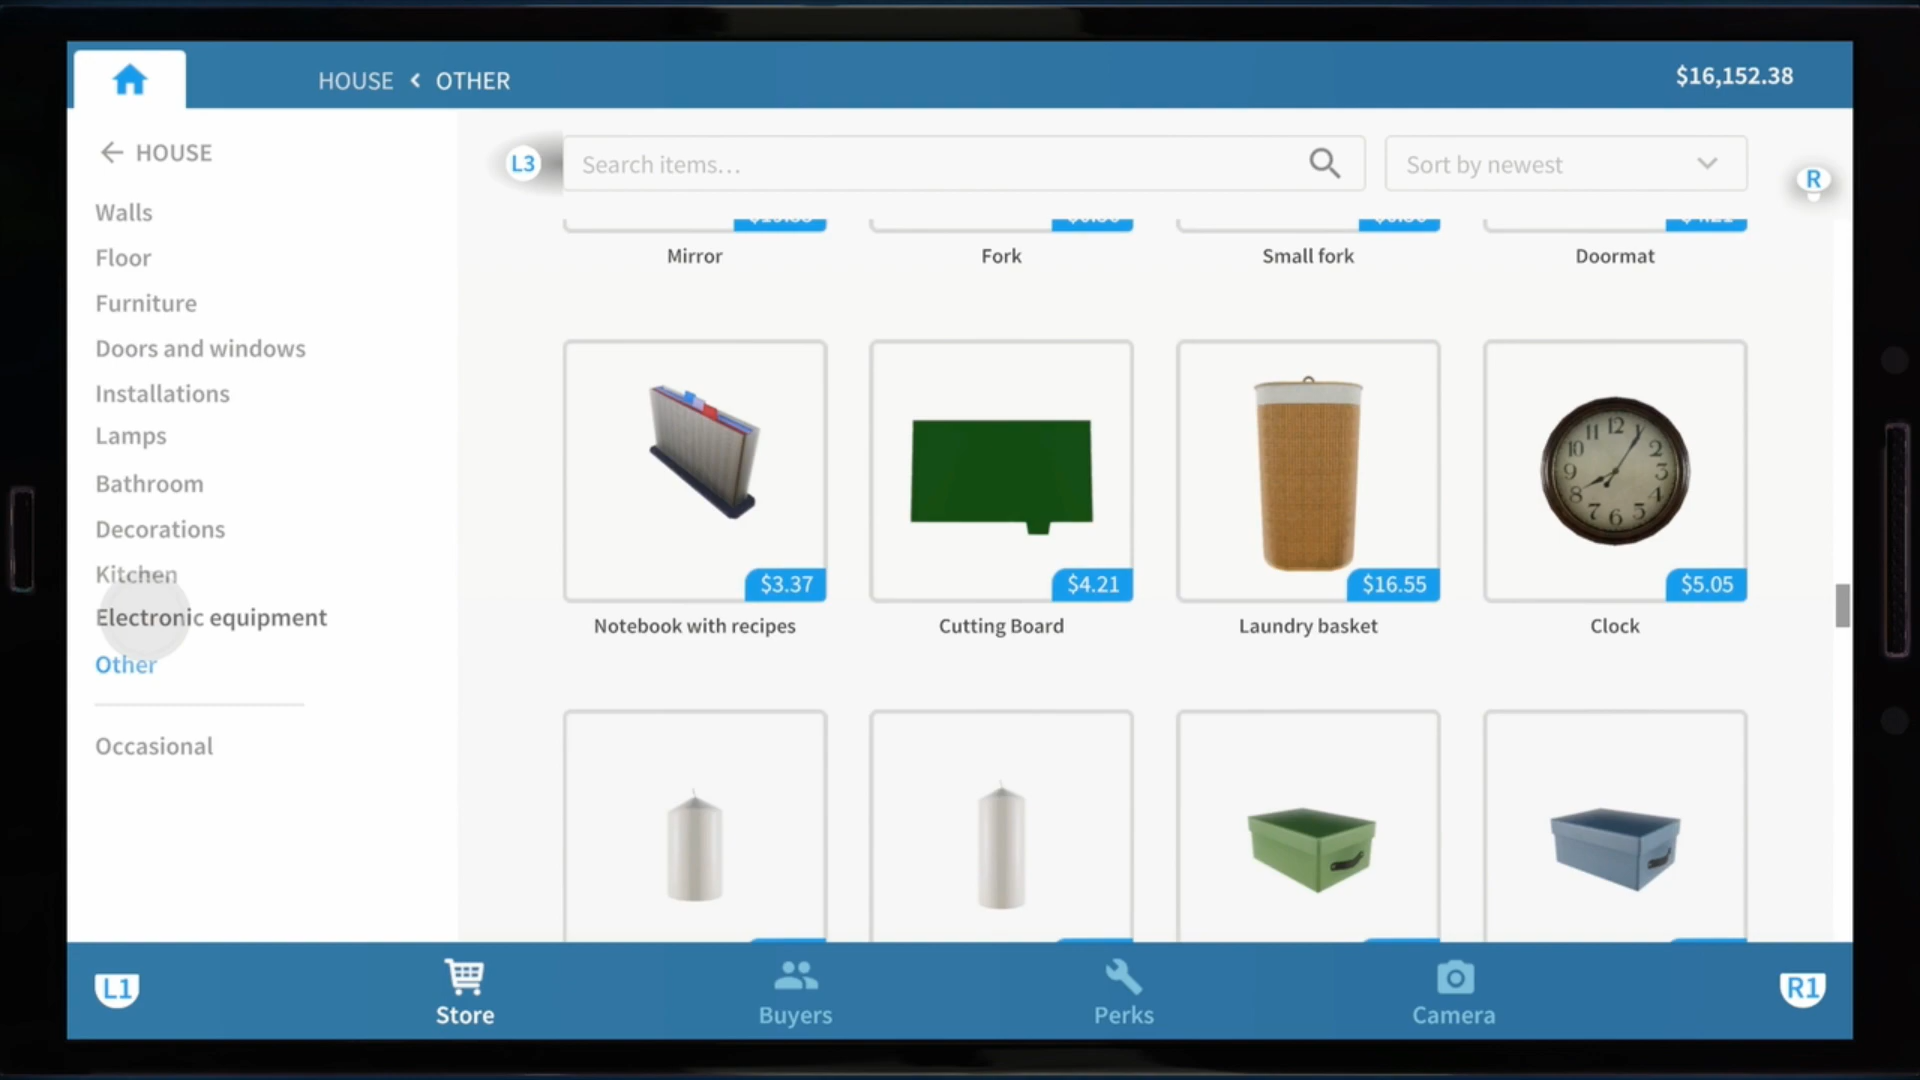 HOUSE < OTHER
$16,152.38
HOUSE
L3
Search items...
Sort by newest
R
Walls
Floor
Furniture
Doors and windows
Installations
Lamps
Bathroom
Decorations
Kitchen
Electronic equipment
Other
Occasional
Mirror
Fork
Small fork
Doormat
$3.37
$4.21
$16.55
$5.05
Notebook with recipes
Cutting Board
Laundry basket
Clock
L1
Store
Buyers
Perks
Camera
R1